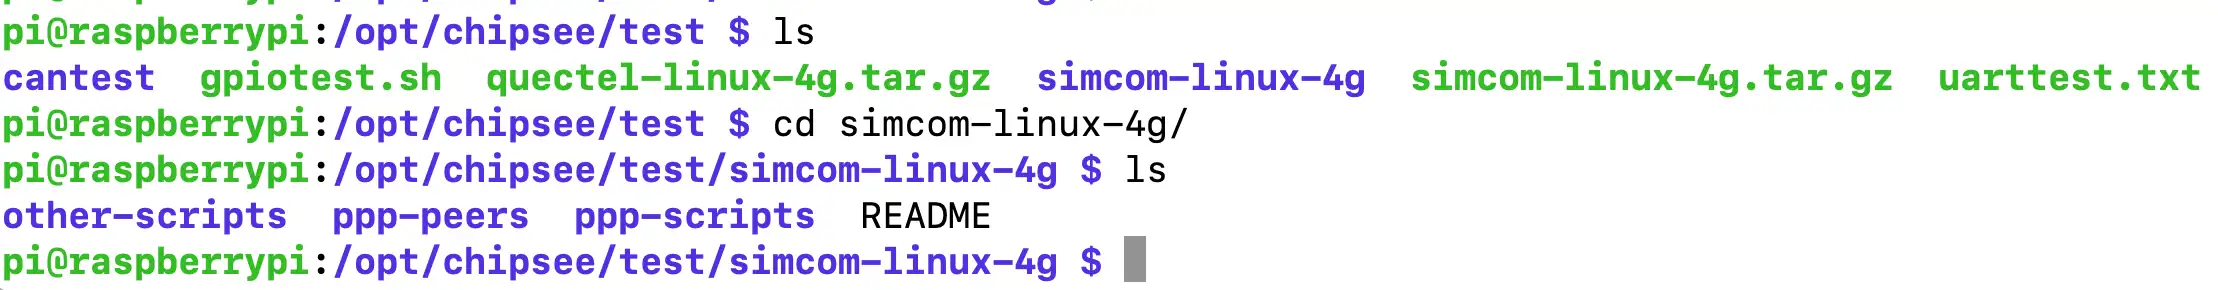 pi@raspberrypi:/opt/chipsee/test $ ls
cantest  gpiotest.sh  quectel-linux-4g.tar.gz  simcom-linux-4g  simcom-linux-4g.tar.gz  uarttest.txt
pi@raspberrypi:/opt/chipsee/test $ cd simcom-linux-4g/
pi@raspberrypi:/opt/chipsee/test/simcom-linux-4g $ ls
other-scripts  ppp-peers  ppp-scripts  README
pi@raspberrypi:/opt/chipsee/test/simcom-linux-4g $